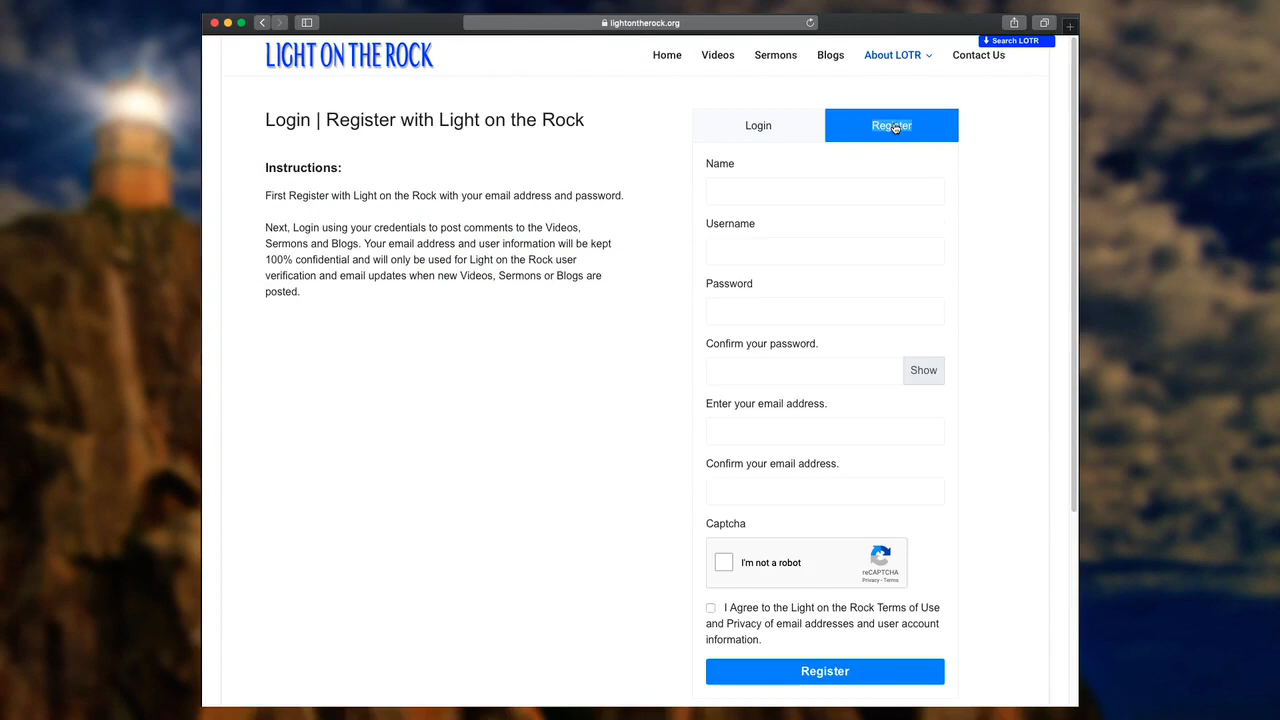 lightontherock.org
Search LOTR
LIGHT ON THE ROCK
Home Videos Sermons Blogs About LOTR Contact Us
Login | Register with Light on the Rock
Instructions:
First Register with Light on the Rock with your email address and password.
Next, Login using your credentials to post comments to the Videos,
Sermons and Blogs. Your email address and user information will be kept
100% confidential and will only be used for Light on the Rock user
verification and email updates when new Videos, Sermons or Blogs are
posted.
Login Register
Name
Username
Password
Confirm your password.
Show
Enter your email address.
Confirm your email address.
Captcha
I'm not a robot
reCAPTCHA
Privacy - Terms
I Agree to the Light on the Rock Terms of Use
and Privacy of email addresses and user account
information.
Register